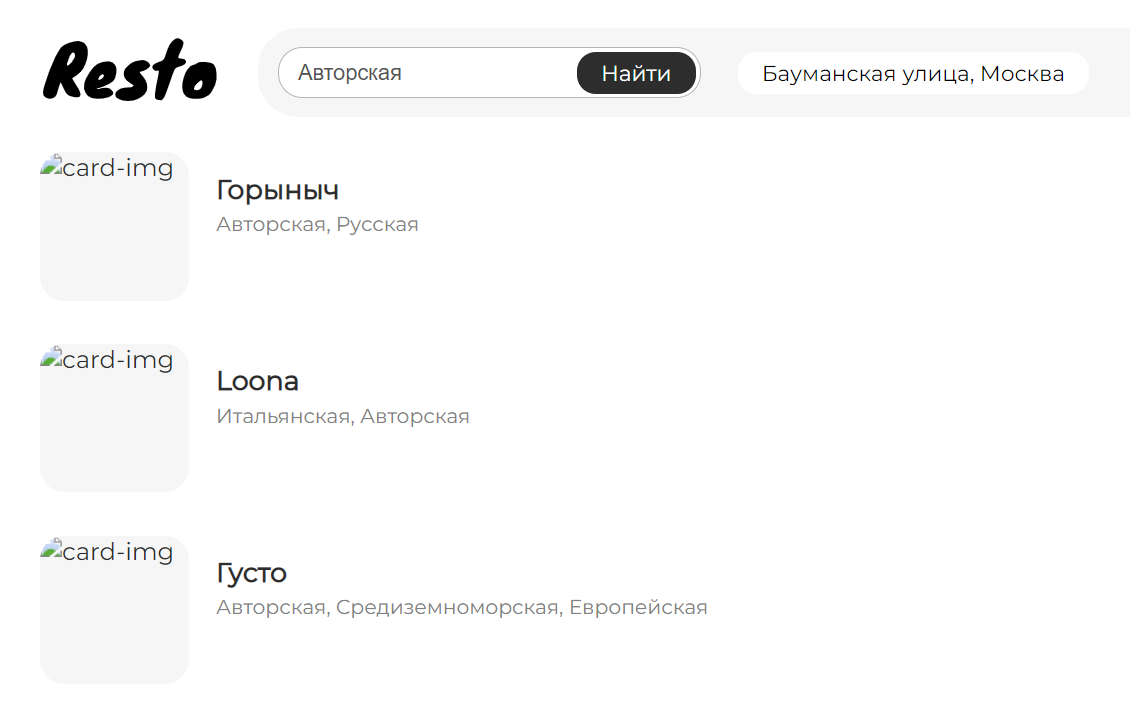 Resto
Авторская
Найти
Бауманская улица, Москва
card-img
Горыныч
Авторская, Русская
card-img
Loona
Итальянская, Авторская
card-img
Густо
Авторская, Средиземноморская, Европейская